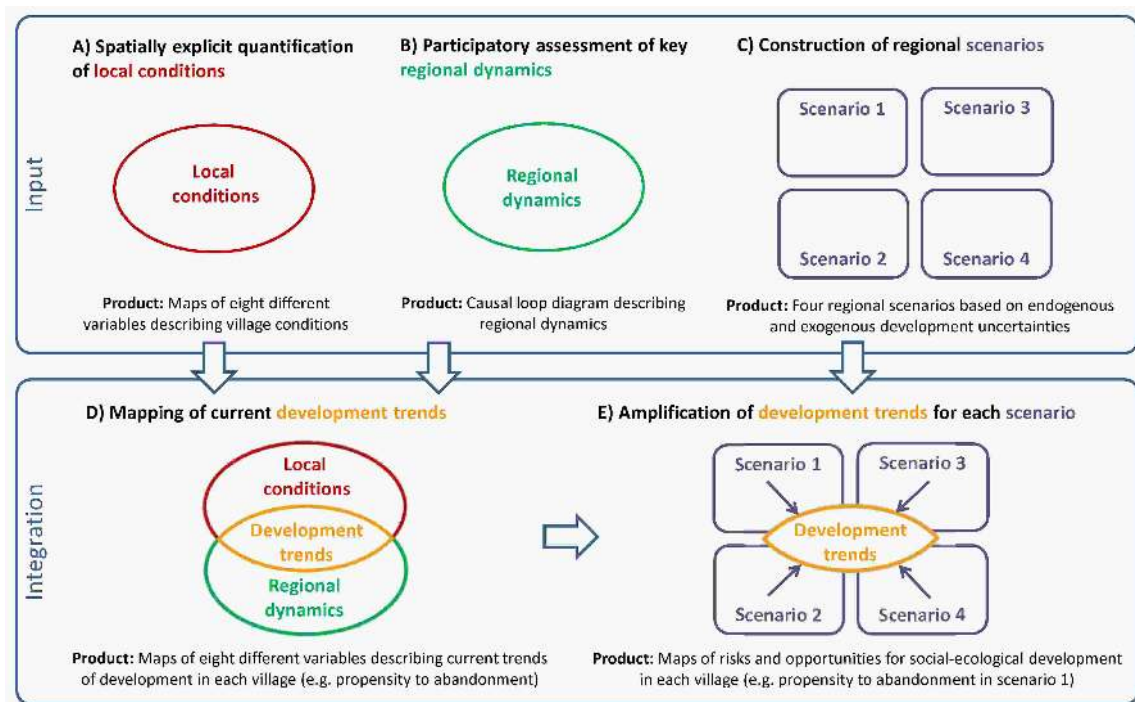 Input
A) Spatially explicit quantification
of local conditions
Local
conditions
Product: Maps of eight different
variables describing village conditions
B) Participatory assessment of key
regional dynamics
Regional
dynamics
Product: Causal loop diagram describing
regional dynamics
C) Construction of regional scenarios
Scenario 1
Scenario 3
Scenario 2
Scenario 4
Product: Four regional scenarios based on endogenous
and exogenous development uncertainties
Integration
D) Mapping of current development trends
Local
conditions
Development
trends
Regional
dynamics
Product: Maps of eight different variables describing current trends
of development in each village (e.g. propensity to abandonment)
E) Amplification of development trends for each scenario
Scenario 1
Scenario 3
Development
trends
Scenario 2
Scenario 4
Product: Maps of risks and opportunities for social-ecological development
in each village (e.g. propensity to abandonment in scenario 1)